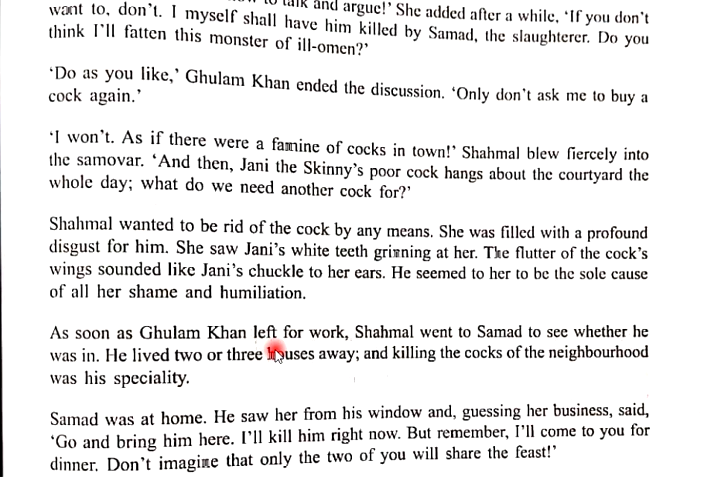 to talk and argue!' She added after a while, 'If you don't
want to, don't. I myself shall have him killed by Samad, the slaughterer. Do you
think I'll fatten this monster of ill-omen?'
'Do as you like,' Ghulam Khan ended the discussion. 'Only don't ask me to buy a
cock again.'
'I won't. As if there were a famine of cocks in town!' Shahmal blew fiercely into
the samovar. 'And then, Jani the Skinny's poor cock hangs about the courtyard the
whole day; what do we need another cock for?'
Shahmal wanted to be rid of the cock by any means. She was filled with a profound
disgust for him. She saw Jani's white teeth grinning at her. The flutter of the cock's
wings sounded like Jani's chuckle to her ears. He seemed to her to be the sole cause
of all her shame and humiliation.
As soon as Ghulam Khan left for work, Shahmal went to Samad to see whether he
was in. He lived two or three houses away; and killing the cocks of the neighbourhood
was his speciality.
Samad was at home. He saw her from his window and, guessing her business, said,
'Go and bring him here. I'll kill him right now. But remember, I'll come to you for
dinner. Don't imagine that only the two of you will share the feast!'